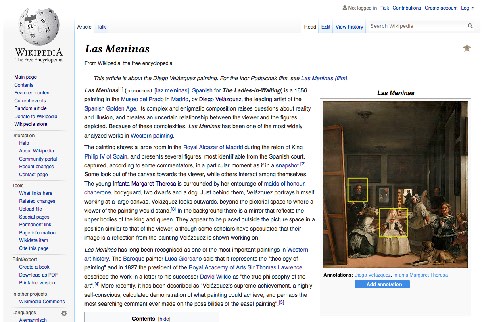 Not logged in Talk Contributions Create account Log in
Article Talk
Read Edit View history
Search Wikipedia
WIKIPEDIA
The Free Encyclopedia
Main page
Contents
Featured content
Current events
Random article
Donate to Wikipedia
Wikipedia store
Interaction
Help
About Wikipedia
Community portal
Recent changes
Contact page
Tools
What links here
Related changes
Upload file
Special pages
Permanent link
Page information
Wikidata item
Cite this page
Print/export
Create a book
Download as PDF
Printable version
In other projects
Wikimedia Commons
Languages
Las Meninas
From Wikipedia, the free encyclopedia
This article is about the Diego Velázquez painting. For the
see Las Meninas (film)
Las Meninas
Spanish for The Ladies-in-Waiting) is a 1656
painting in the Museo del Prado in Madrid, by Diego Velázquez, the leading artist of the
Spanish Golden Age. Its complex and enigmatic composition raises questions about reality
and illusion, and creates an uncertain relationship between the viewer and the figures
depicted. Because of these complexities, Las Meninas has been one of the most widely
analyzed works in Western painting.
The painting shows a large room in the Royal Alcazar of Madrid during the reign of King
Philip IV of Spain, and presents several figures, most identifiable from the Spanish court,
captured, according to some commentators, in a particular moment as if in a snapshot.
Some look out of the canvas towards the viewer, while others interact among themselves.
The young Infanta Margaret Theresa is surrounded by her entourage of maids of honour,
chaperone, bodyguard, two dwarfs and a dog. Just behind them, Velázquez portrays himself
working at a large canvas. Velázquez looks outwards, beyond the pictorial space to where a
viewer of the painting would stand. In the background there is a mirror that reflects the
upper bodies of the king and queen. They appear to be placed outside the picture space in a
position similar to that of the viewer, although some scholars have speculated that their
image is a reflection from the painting Velázquez is shown working on.
Las Meninas has long been recognised as one of the most important paintings in Western
art history. The Baroque painter Luca Giordano said that it represents the "theology of
painting" and in 1827 the president of the Royal Academy of Arts Sir Thomas Lawrence
described the work in a letter to his successor David Wilkie as "the true philosophy of the
art". More recently, it has been described as "Velázquez's supreme achievement, a highly
self-conscious, calculated demonstration of what painting could achieve, and perhaps the
most searching comment ever made on the possibilities of the easel painting".
Contents
Las Meninas
Annotations: Diego Velázquez, Infanta Margaret Theresa
Add annotation